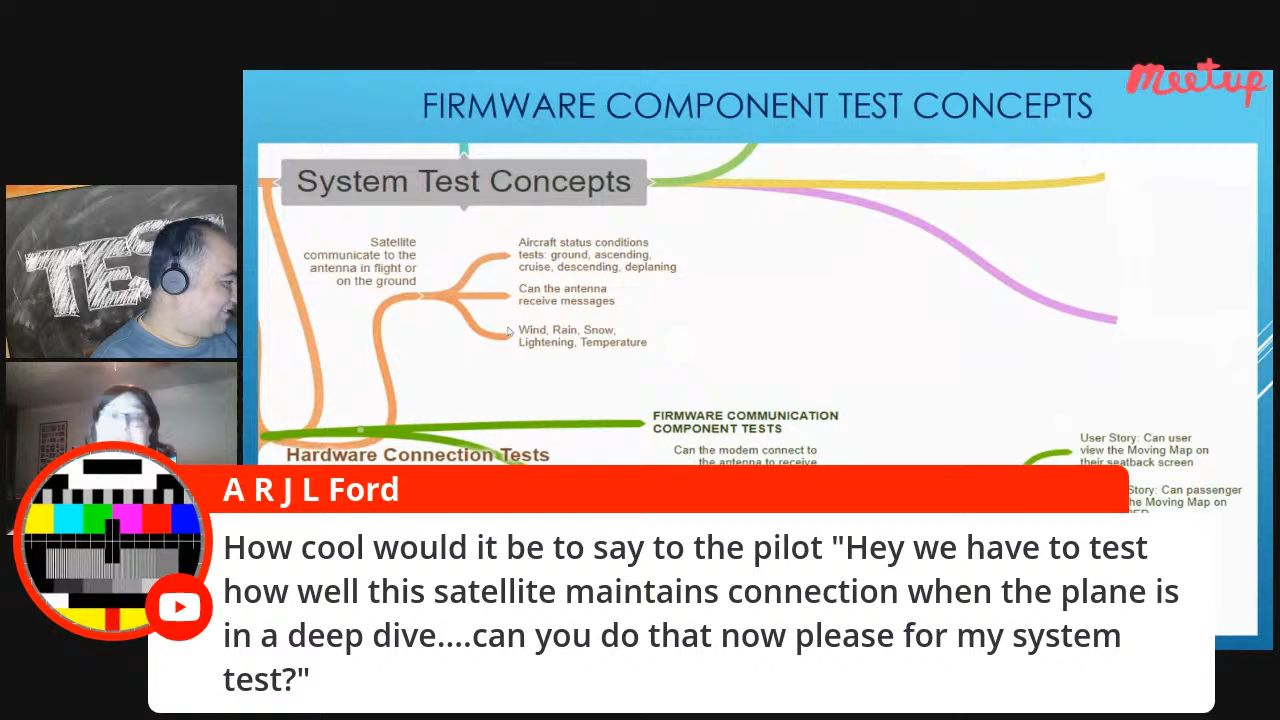 meetup
FIRMWARE COMPONENT TEST CONCEPTS
System Test Concepts
TEST
Satellite
communicate to the
antenna in flight or
on the ground
Aircraft status conditions
tests: ground, ascending,
cruise, descending, deplaning
Can the antenna
receive messages
Wind, Rain, Snow,
Lightening, Temperature
FIRMWARE COMMUNICATION
COMPONENT TESTS
Hardware Connection Tests
Can the modem connect to
the antenna to receive
User Story: Can user
view the Moving Map on
their seatback screen
Story: Can passenger
the Moving Map on
A R J L Ford
How cool would it be to say to the pilot "Hey we have to test
how well this satellite maintains connection when the plane is
in a deep dive....can you do that now please for my system
test?"